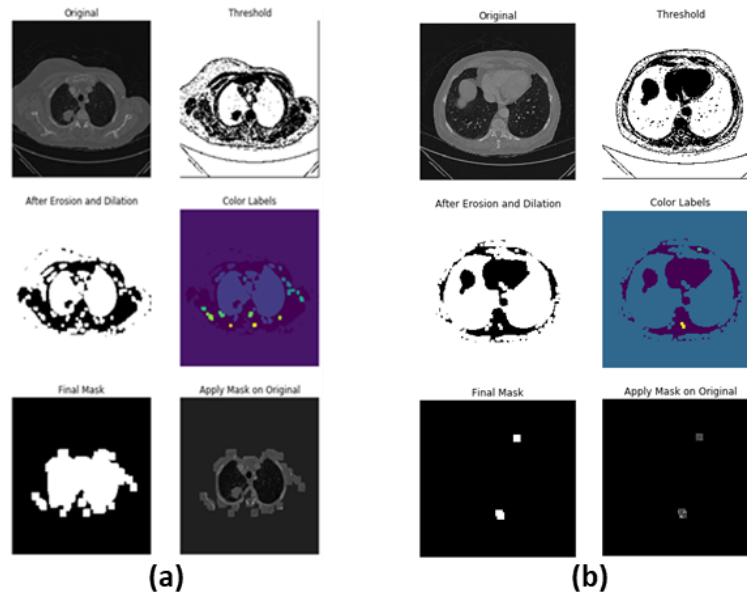 Original Threshold
After Erosion and Dilation Color Labels
Final Mask Apply Mask on Original
(a)
Original Threshold
After Erosion and Dilation Color Labels
Final Mask Apply Mask on Original
(b)